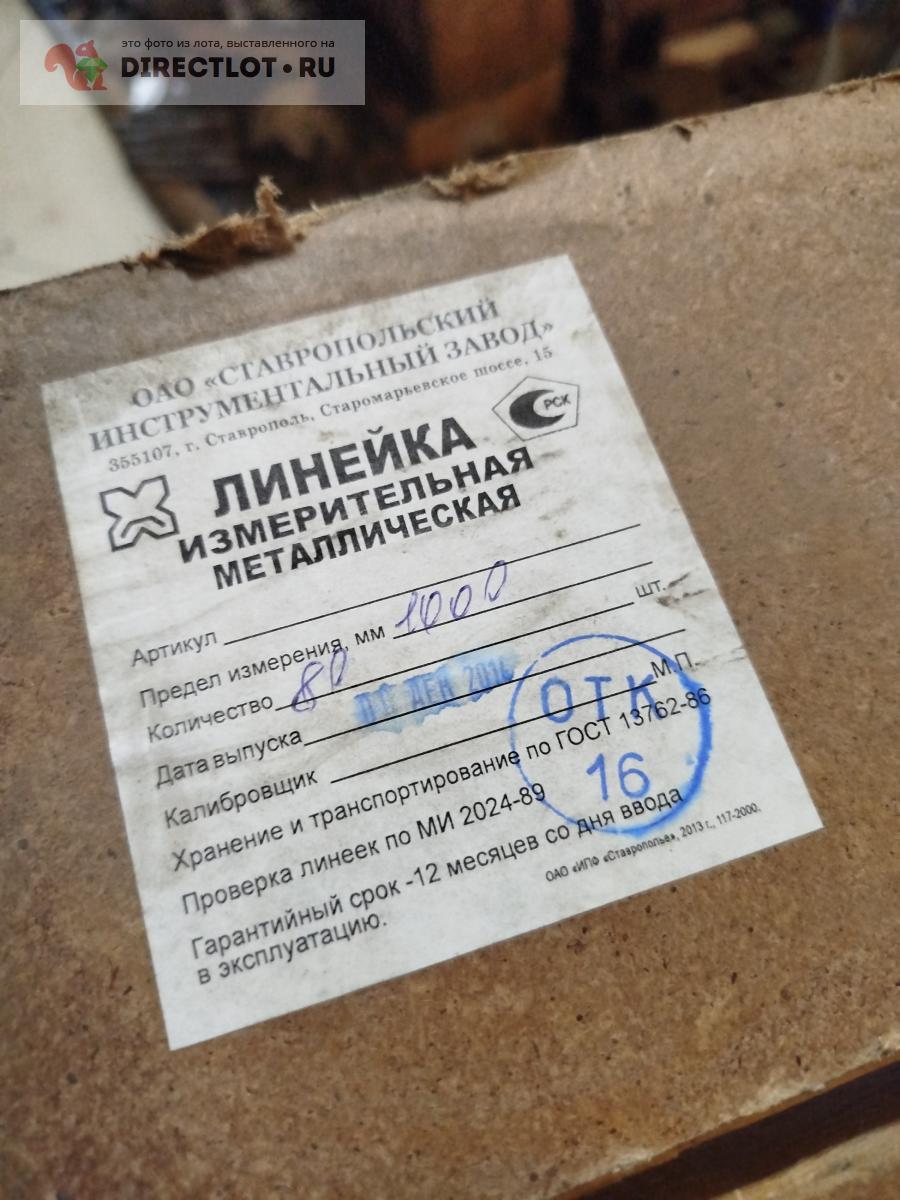 это фото из лота, выставленного на
DIRECTLOT.RU
ОАО «СТАВРОПОЛЬСКИЙ
ИНСТРУМЕНТАЛЬНЫЙ ЗАВОД»
355107, г. Ставрополь, Старомарьевское шоссе, 15
РСК
ЛИНЕЙКА
ИЗМЕРИТЕЛЬНАЯ
МЕТАЛЛИЧЕСКАЯ
Артикул
Предел измерения, мм 1000
Количество 80 шт.
Дата выпуска ДЕК
Калибровщик М.П.
ОТК
16
Хранение и транспортирование по ГОСТ 13762-86
Проверка линеек по МИ 2024-89
Гарантийный срок -12 месяцев со дня ввода
в эксплуатацию.
ОАО «ИПФ «Ставрополье», 2013 г., 117-2000.